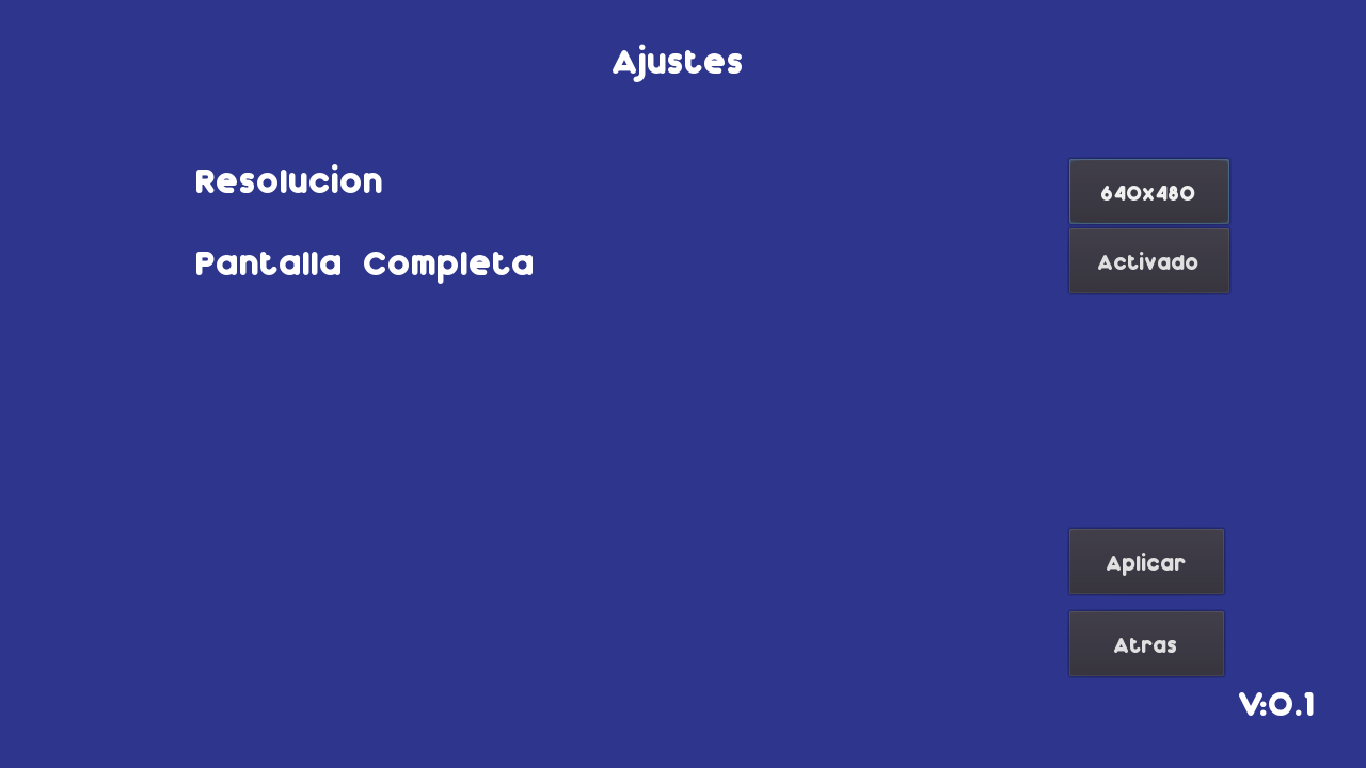 Ajustes
Resolucion
640x480
Pantalla Completa
Activado
Aplicar
Atras
V:0.1